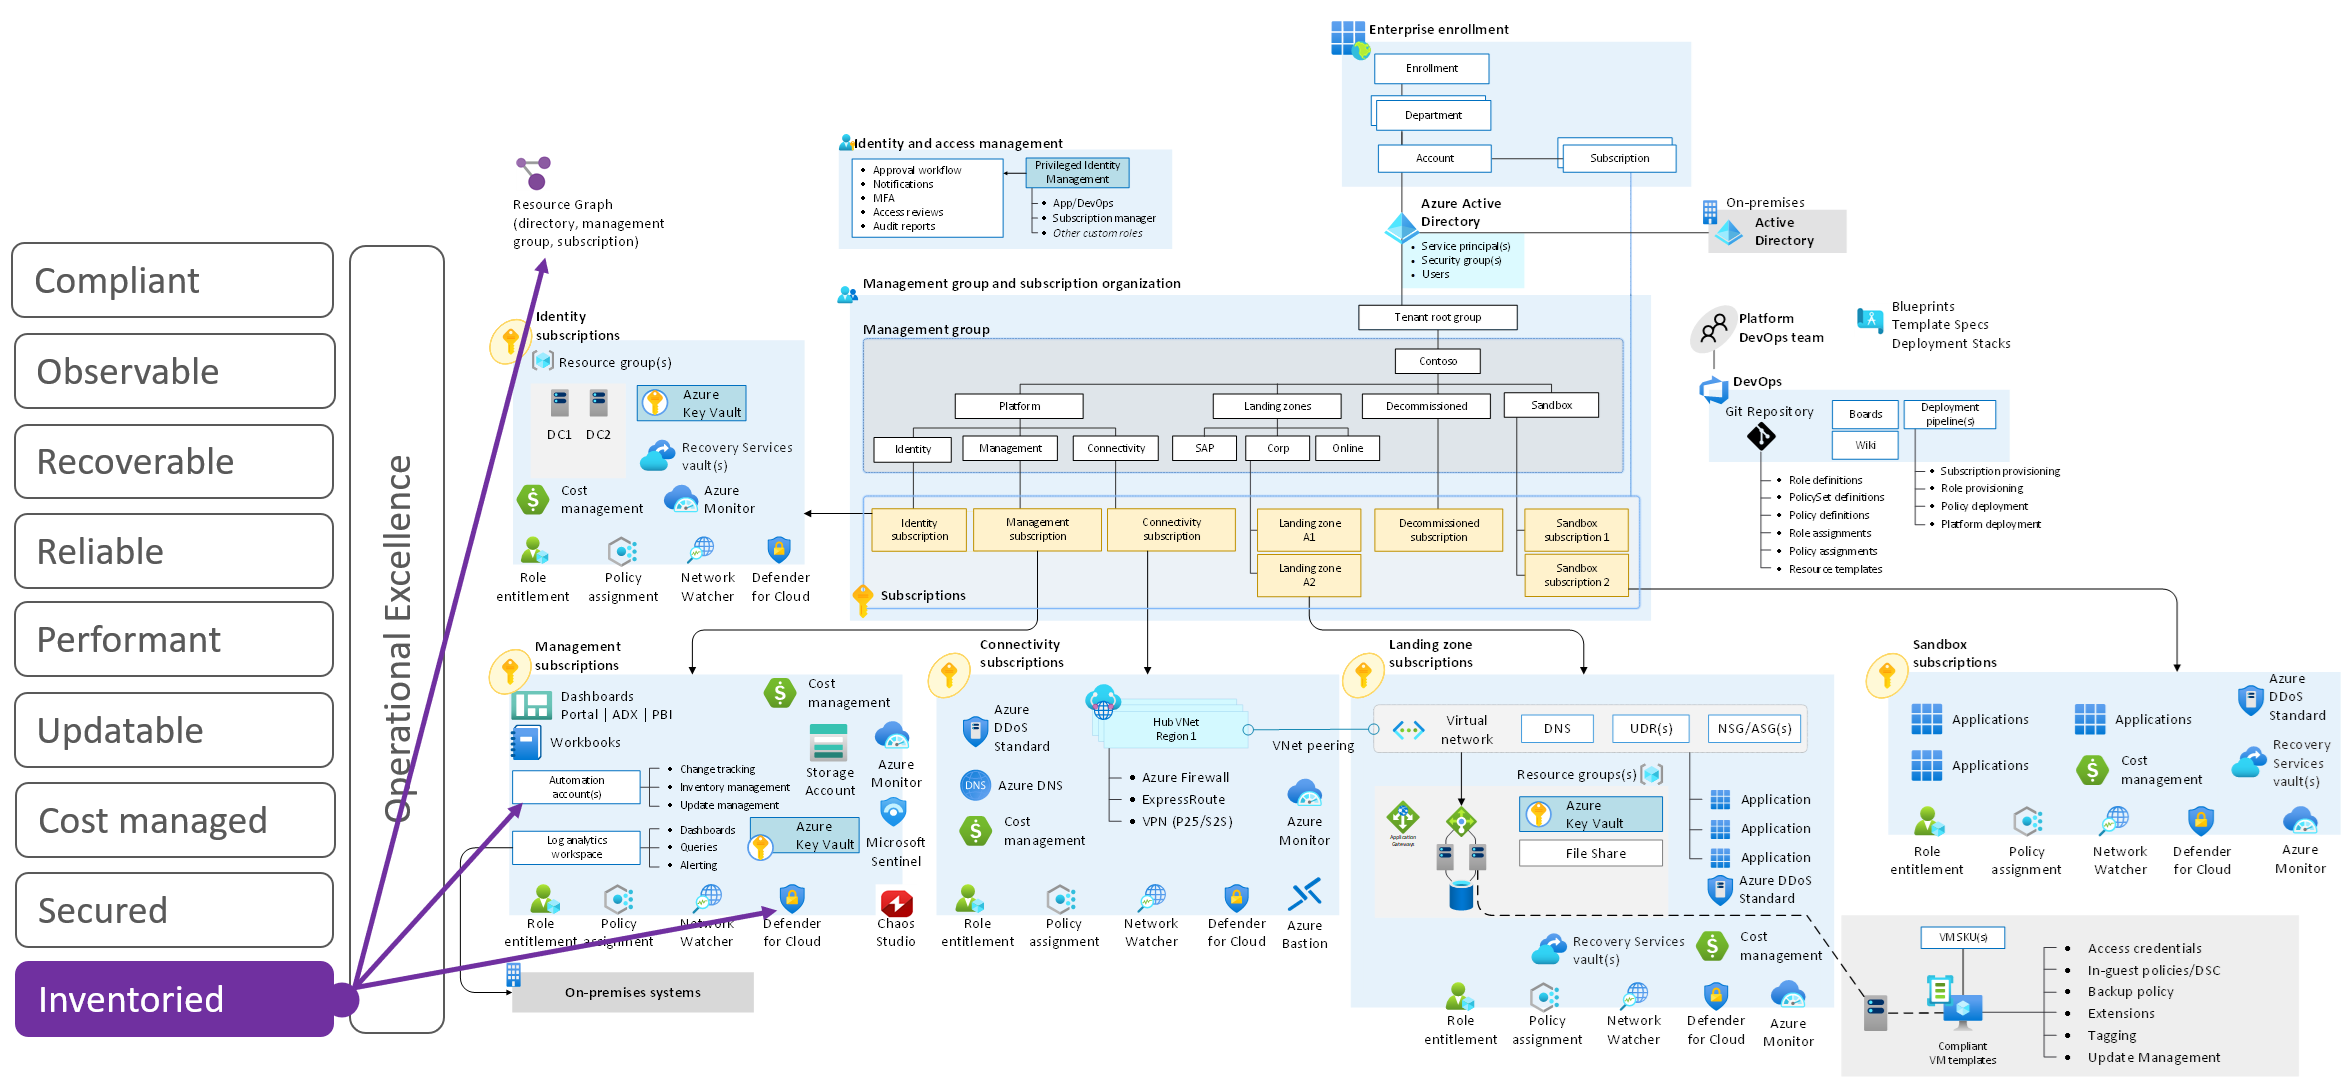 Compliant
Observable
Recoverable
Reliable
Performant
Updatable
Cost managed
Secured
Inventoried
Operational Excellence
Resource Graph
(directory, management
group, subscription)
Identity and access management
Approval workflow
Notifications
MFA
Access reviews
Audit reports
Privileged Identity
Management
App/DevOps
Subscription manager
Other custom roles
Enterprise enrollment
Enrollment
Department
Account
Subscription
Azure Active
Directory
Service principal(s)
Security group(s)
Users
On-premises
Active
Directory
Management group and subscription organization
Management group
Tenant root group
Contoso
Platform
Landing zones
Decommissioned
Sandbox
Identity
Management
Connectivity
SAP
Corp
Online
Identity
subscription
Management
subscription
Connectivity
subscription
Landing zone
A1
Landing zone
A2
Decommissioned
subscription
Sandbox
subscription 1
Sandbox
subscription 2
Subscriptions
Platform
DevOps team
Blueprints
Template Specs
Deployment Stacks
DevOps
Git Repository
Boards
Wiki
Deployment
pipeline(s)
Role definitions
PolicySet definitions
Policy definitions
Role assignments
Policy assignments
Resource templates
Subscription provisioning
Role provisioning
Policy deployment
Platform deployment
Identity
subscriptions
Resource group(s)
DC1
DC2
Azure
Key Vault
Recovery Services
vault(s)
Cost
management
Azure
Monitor
Role
entitlement
Policy
assignment
Network
Watcher
Defender
for Cloud
Management
subscriptions
Dashboards
Portal | ADX | PBI
Workbooks
Cost
management
Storage
Account
Azure
Monitor
Automation
account(s)
Change tracking
Inventory management
Update management
Log analytics
workspace
Dashboards
Queries
Alerting
Azure
Key Vault
Microsoft
Sentinel
Role
entitlement
Policy
assignment
Network
Watcher
Defender
for Cloud
Chaos
Studio
On-premises systems
Connectivity
subscriptions
Azure
DDoS
Standard
Azure DNS
DNS
Cost
management
Hub VNet
Region 1
Azure Firewall
ExpressRoute
VPN (P2S/S2S)
VNet peering
Azure
Monitor
Role
entitlement
Policy
assignment
Network
Watcher
Defender
for Cloud
Azure
Bastion
Landing zone
subscriptions
Virtual
network
DNS
UDR(s)
NSG/ASG(s)
Resource groups(s)
Application
Gateways
Azure
Key Vault
File Share
Application
Application
Application
Azure DDoS
Standard
Recovery Services
vault(s)
Cost
management
Role
entitlement
Policy
assignment
Network
Watcher
Defender
for Cloud
Azure
Monitor
Sandbox
subscriptions
Applications
Applications
Applications
Cost
management
Azure
DDoS
Standard
Recovery
Services
vault(s)
Role
entitlement
Policy
assignment
Network
Watcher
Defender
for Cloud
Azure
Monitor
VM SKU(s)
Compliant
VM templates
Access credentials
In-guest policies/DSC
Backup policy
Extensions
Tagging
Update Management